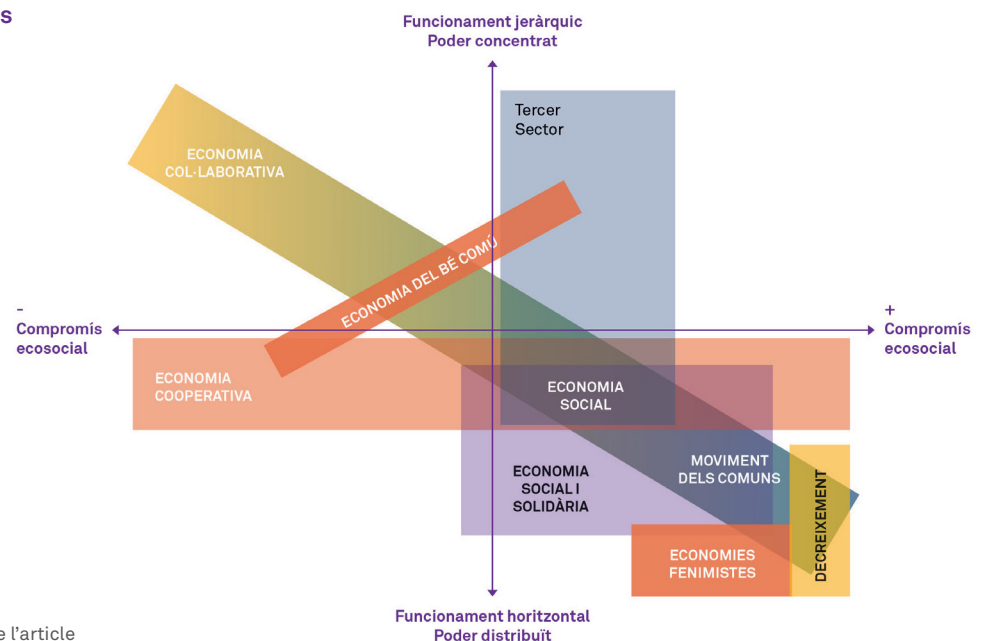 s
Funcionament jeràrquic
Poder concentrat
Tercer
Sector
ECONOMIA
COL·LABORATIVA
ECONOMIA DEL BÉ COMÚ
-
Compromís
ecosocial
+
Compromís
ecosocial
ECONOMIA
COOPERATIVA
ECONOMIA
SOCIAL
ECONOMIA
SOCIAL I
SOLIDÀRIA
MOVIMENT
DELS COMUNS
DECREIXEMENT
ECONOMIES
FENIMISTES
Funcionament horitzontal
Poder distribuït
e l'article